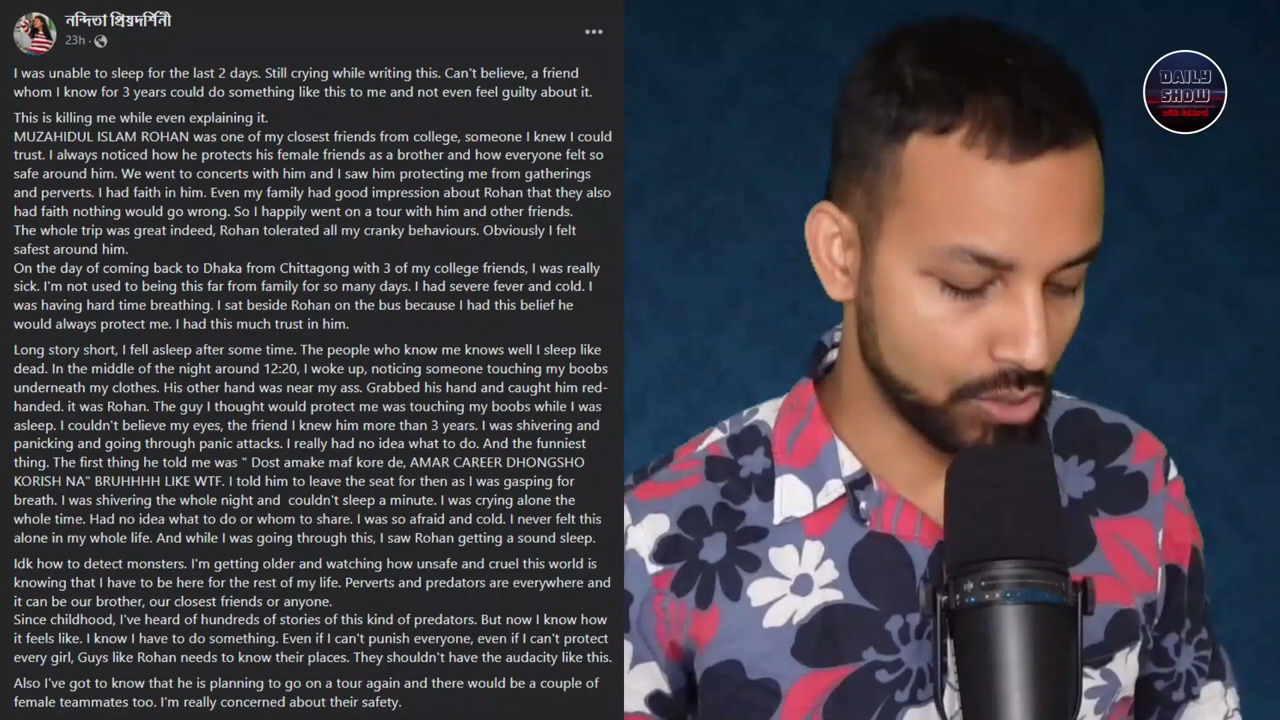 নন্দিতা প্রিয়দর্শিনী
23h ·
I was unable to sleep for the last 2 days. Still crying while writing this. Can't believe, a friend
whom I know for 3 years could do something like this to me and not even feel guilty about it.
This is killing me while even explaining it.
MUZAHIDUL ISLAM ROHAN was one of my closest friends from college, someone I knew I could
trust. I always noticed how he protects his female friends as a brother and how everyone felt so
safe around him. We went to concerts with him and I saw him protecting me from gatherings
and perverts. I had faith in him. Even my family had good impression about Rohan that they also
had faith nothing would go wrong. So I happily went on a tour with him and other friends.
The whole trip was great indeed, Rohan tolerated all my cranky behaviours. Obviously I felt
safest around him.
On the day of coming back to Dhaka from Chittagong with 3 of my college friends, I was really
sick. I'm not used to being this far from family for so many days. I had severe fever and cold. I
was having hard time breathing. I sat beside Rohan on the bus because I had this belief he
would always protect me. I had this much trust in him.
Long story short, I fell asleep after some time. The people who know me knows well I sleep like
dead. In the middle of the night around 12:20, I woke up, noticing someone touching my boobs
underneath my clothes. His other hand was near my ass. Grabbed his hand and caught him red-
handed. it was Rohan. The guy I thought would protect me was touching my boobs while I was
asleep. I couldn't believe my eyes, the friend I knew him more than 3 years. I was shivering and
panicking and going through panic attacks. I really had no idea what to do. And the funniest
thing. The first thing he told me was " Dost amake maf kore de, AMAR CAREER DHONGSHO
KORISH NA" BRUHHHH LIKE WTF. I told him to leave the seat for then as I was gasping for
breath. I was shivering the whole night and  couldn't sleep a minute. I was crying alone the
whole time. Had no idea what to do or whom to share. I was so afraid and cold. I never felt this
alone in my whole life. And while I was going through this, I saw Rohan getting a sound sleep.
Idk how to detect monsters. I'm getting older and watching how unsafe and cruel this world is
knowing that I have to be here for the rest of my life. Perverts and predators are everywhere and
it can be our brother, our closest friends or anyone.
Since childhood, I've heard of hundreds of stories of this kind of predators. But now I know how
it feels like. I know I have to do something. Even if I can't punish everyone, even if I can't protect
every girl, Guys like Rohan needs to know their places. They shouldn't have the audacity like this.
Also I've got to know that he is planning to go on a tour again and there would be a couple of
female teammates too. I'm really concerned about their safety.
DAILY
SHOW
with